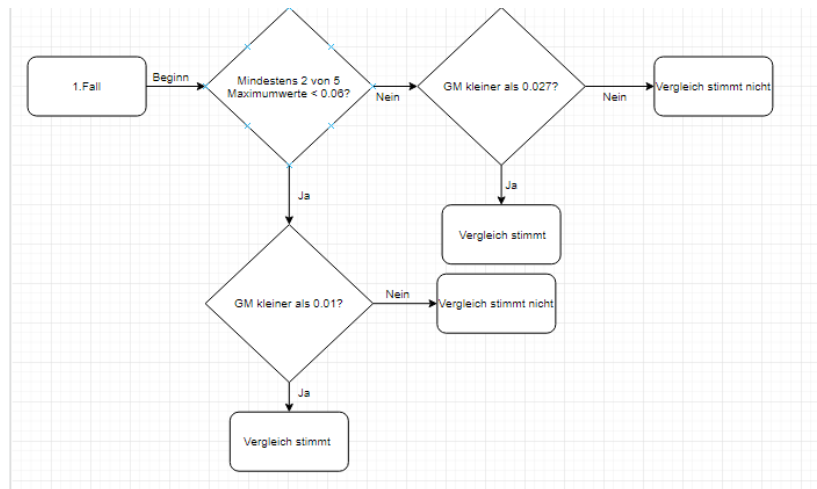 1.Fall
Beginn
Mindestens 2 von 5
Maximumwerte < 0.06?
Nein
GM kleiner als 0.027?
Nein
Vergleich stimmt nicht
Ja
Vergleich stimmt
Ja
GM kleiner als 0.01?
Nein
Vergleich stimmt nicht
Ja
Vergleich stimmt